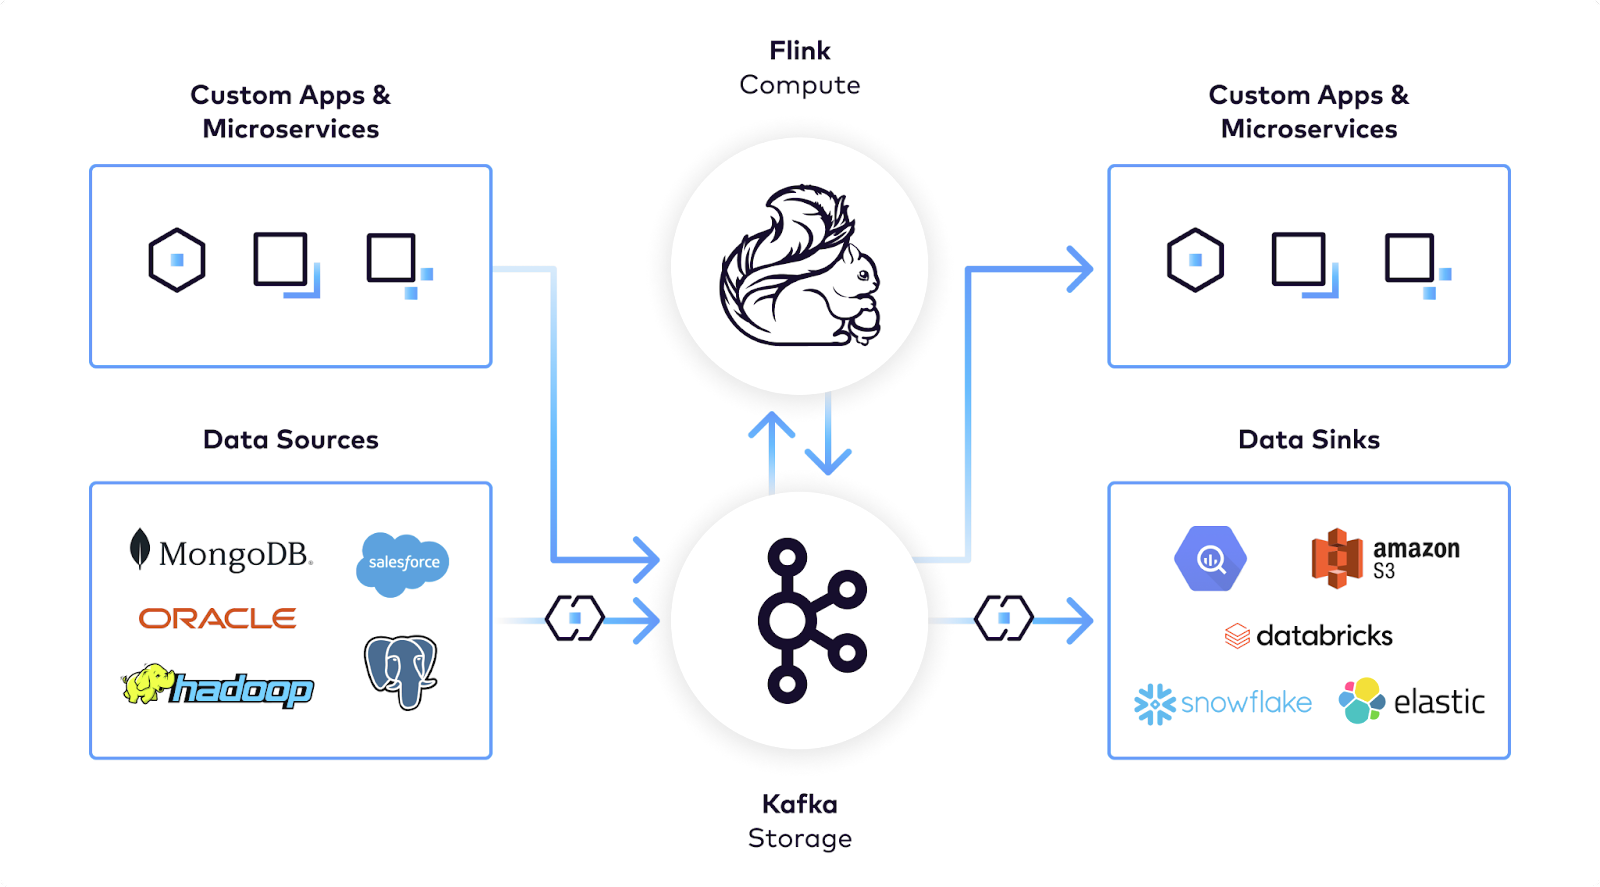 Flink
Compute
Custom Apps &
Microservices
Custom Apps &
Microservices
Data Sources
MongoDB®
salesforce
ORACLE
hadoop
Data Sinks
amazon
S3
databricks
snowflake
elastic
Kafka
Storage